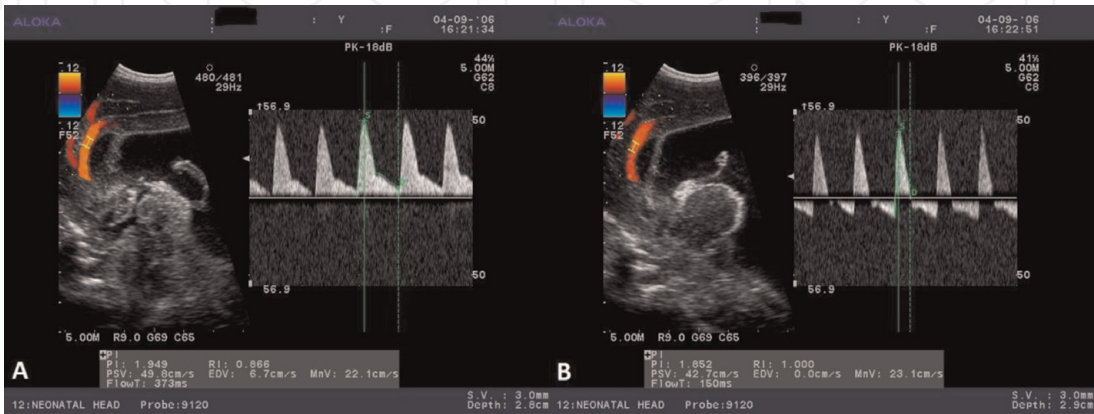 ALOKA
: Y 04-09-'06
: :F 16:21:34
PK-18dB
.12
480/481
29Hz
44%
5.00M
G62
C8
↑56.9
50
.12
F52
50
56.9
5.00M R9.0 G69 C65
PI
PI: 1.949 RI: 0.866
PSV: 49.8cm/s EDV: 6.7cm/s MnV: 22.1cm/s
FlowT: 373ms
A
S.V. : 3.0mm
12:NEONATAL HEAD Probe:9120 Depth: 2.8cm
ALOKA
: Y 04-09-'06
: :F 16:22:51
PK-18dB
.12
396/397
29Hz
41%
5.00M
G62
C8
↑56.9
50
.12
F52
50
56.9
5.00M R9.0 G69 C65
PI
PI: 1.852 RI: 1.000
PSV: 42.7cm/s EDV: 0.0cm/s MnV: 23.1cm/s
FlowT: 150ms
B
S.V. : 3.0mm
12:NEONATAL HEAD Probe:9120 Depth: 2.9cm